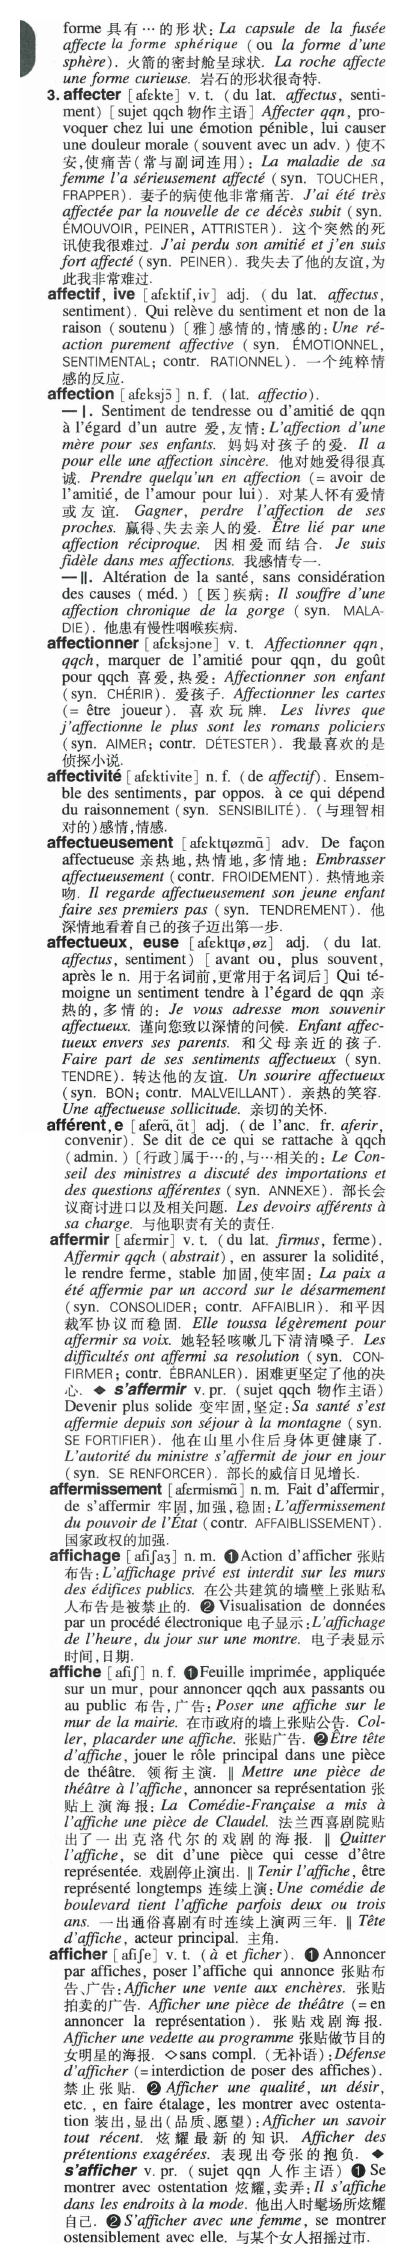 forme 具有…的形状: La capsule de la fusée
affecte la forme sphérique (ou la forme d'une
sphère). 火箭的密封舱呈球状. La roche affecte
une forme curieuse. 岩石的形状很奇特.
3. affecter [afɛkte] v. t. (du lat. affectus, senti-
ment) [sujet qqch 物作主语] Affecter qqn, pro-
voquer chez lui une émotion pénible, lui causer
une douleur morale (souvent avec un adv.) 使不
安,使痛苦(常与副词连用): La maladie de sa
femme l'a sérieusement affecté (syn. TOUCHER,
FRAPPER). 妻子的病使他非常痛苦. J'ai été très
affectée par la nouvelle de ce décès subit (syn.
ÉMOUVOIR, PEINER, ATTRISTER). 这个突然的死
讯使我很难过. J'ai perdu son amitié et j'en suis
fort affecté (syn. PEINER). 我失去了他的友谊,为
此我非常难过.
affectif, ive [afɛktif,iv] adj. (du lat. affectus,
sentiment). Qui relève du sentiment et non de la
raison (soutenu) 〔雅〕感情的,情感的: Une ré-
action purement affective (syn. ÉMOTIONNEL,
SENTIMENTAL; contr. RATIONNEL). 一个纯粹情
感的反应.
affection [afɛksjɔ̃] n. f. (lat. affectio).
— I. Sentiment de tendresse ou d'amitié de qqn
à l'égard d'un autre 爱,友情: L'affection d'une
mère pour ses enfants. 妈妈对孩子的爱. Il a
pour elle une affection sincère. 他对她爱得很真
诚. Prendre quelqu'un en affection (= avoir de
l'amitié, de l'amour pour lui). 对某人怀有爱情
或友谊. Gagner, perdre l'affection de ses
proches. 赢得、失去亲人的爱. Être lié par une
affection réciproque. 因相爱而结合. Je suis
fidèle dans mes affections. 我感情专一.
— II. Altération de la santé, sans considération
des causes (méd.) 〔医〕疾病: Il souffre d'une
affection chronique de la gorge (syn. MALA-
DIE). 他患有慢性咽喉疾病.
affectionner [afɛksjɔne] v. t. Affectionner qqn,
qqch, marquer de l'amitié pour qqn, du goût
pour qqch 喜爱,热爱: Affectionner son enfant
(syn. CHÉRIR). 爱孩子. Affectionner les cartes
(= être joueur). 喜欢玩牌. Les livres que
j'affectionne le plus sont les romans policiers
(syn. AIMER; contr. DÉTESTER). 我最喜欢的是
侦探小说.
affectivité [afɛktivite] n. f. (de affectif). Ensem-
ble des sentiments, par oppos. à ce qui dépend
du raisonnement (syn. SENSIBILITÉ). (与理智相
对的)感情,情感.
affectueusement [afɛktɥøzmɑ̃] adv. De façon
affectueuse 亲热地,热情地,多情地: Embrasser
affectueusement (contr. FROIDEMENT). 热情地亲
吻. Il regarde affectueusement son jeune enfant
faire ses premiers pas (syn. TENDREMENT). 他
深情地看着自己的孩子迈出第一步.
affectueux, euse [afɛktɥø,øz] adj. (du lat.
affectus, sentiment) [avant ou, plus souvent,
après le n. 用于名词前,更常用于名词后] Qui té-
moigne un sentiment tendre à l'égard de qqn 亲
热的,多情的: Je vous adresse mon souvenir
affectueux. 谨向您致以深情的问候. Enfant affec-
tueux envers ses parents. 和父母亲近的孩子.
Faire part de ses sentiments affectueux (syn.
TENDRE). 转达他的友谊. Un sourire affectueux
(syn. BON; contr. MALVEILLANT). 亲热的笑容.
Une affectueuse sollicitude. 亲切的关怀.
afférent,e [aferɑ̃,ɑ̃t] adj. (de l'anc. fr. aferir,
convenir). Se dit de ce qui se rattache à qqch
(admin.) 〔行政〕属于…的,与…相关的: Le Con-
seil des ministres a discuté des importations et
des questions afférentes (syn. ANNEXE). 部长会
议商讨进口以及相关问题. Les devoirs afférents à
sa charge. 与他职责有关的责任.
affermir [afɛrmir] v. t. (du lat. firmus, ferme).
Affermir qqch (abstrait), en assurer la solidité,
le rendre ferme, stable 加固,使牢固: La paix a
été affermie par un accord sur le désarmement
(syn. CONSOLIDER; contr. AFFAIBLIR). 和平因
裁军协议而稳固. Elle toussa légèrement pour
affermir sa voix. 她轻轻咳嗽几下清清嗓子. Les
difficultés ont affermi sa resolution (syn. CON-
FIRMER; contr. ÉBRANLER). 困难更坚定了他的决
心. ◆ s'affermir v. pr. (sujet qqch 物作主语)
Devenir plus solide 变牢固,坚定: Sa santé s'est
affermie depuis son séjour à la montagne (syn.
SE FORTIFIER). 他在山里小住后身体更健康了.
L'autorité du ministre s'affermit de jour en jour
(syn. SE RENFORCER). 部长的威信日见增长.
affermissement [afɛrmismɑ̃] n. m. Fait d'affermir,
de s'affermir 牢固,加强,稳固: L'affermissement
du pouvoir de l'État (contr. AFFAIBLISSEMENT).
国家政权的加强.
affichage [afiʃaʒ] n. m. ❶ Action d'afficher 张贴
布告: L'affichage privé est interdit sur les murs
des édifices publics. 在公共建筑的墙壁上张贴私
人布告是被禁止的. ❷ Visualisation de données
par un procédé électronique 电子显示: L'affichage
de l'heure, du jour sur une montre. 电子表显示
时间,日期.
affiche [afiʃ] n. f. ❶ Feuille imprimée, appliquée
sur un mur, pour annoncer qqch aux passants ou
au public 布告,广告: Poser une affiche sur le
mur de la mairie. 在市政府的墙上张贴公告. Col-
ler, placarder une affiche. 张贴广告. ❷ Être tête
d'affiche, jouer le rôle principal dans une pièce
de théâtre. 领衔主演. ‖ Mettre une pièce de
théâtre à l'affiche, annoncer sa représentation 张
贴上演海报: La Comédie-Française a mis à
l'affiche une pièce de Claudel. 法兰西喜剧院贴
出了一出克洛代尔的戏剧的海报. ‖ Quitter
l'affiche, se dit d'une pièce qui cesse d'être
représentée. 戏剧停止演出. ‖ Tenir l'affiche, être
représenté longtemps 连续上演: Une comédie de
boulevard tient l'affiche parfois deux ou trois
ans. 一出通俗喜剧有时连续上演两三年. ‖ Tête
d'affiche, acteur principal. 主角.
afficher [afiʃe] v. t. (à et ficher). ❶ Annoncer
par affiches, poser l'affiche qui annonce 张贴布
告、广告: Afficher une vente aux enchères. 张贴
拍卖的广告. Afficher une pièce de théâtre (= en
annoncer la représentation). 张贴戏剧海报.
Afficher une vedette au programme 张贴做节目的
女明星的海报. ◇ sans compl. (无补语): Défense
d'afficher (= interdiction de poser des affiches).
禁止张贴. ❷ Afficher une qualité, un désir,
etc., en faire étalage, les montrer avec ostenta-
tion 装出,显出(品质、愿望): Afficher un savoir
tout récent. 炫耀最新的知识. Afficher des
prétentions exagérées. 表现出夸张的抱负. ◆
s'afficher v. pr. (sujet qqn 人作主语) ❶ Se
montrer avec ostentation 炫耀,卖弄: Il s'affiche
dans les endroits à la mode. 他出入时髦场所炫耀
自己. ❷ S'afficher avec une femme, se montrer
ostensiblement avec elle. 与某个女人招摇过市.